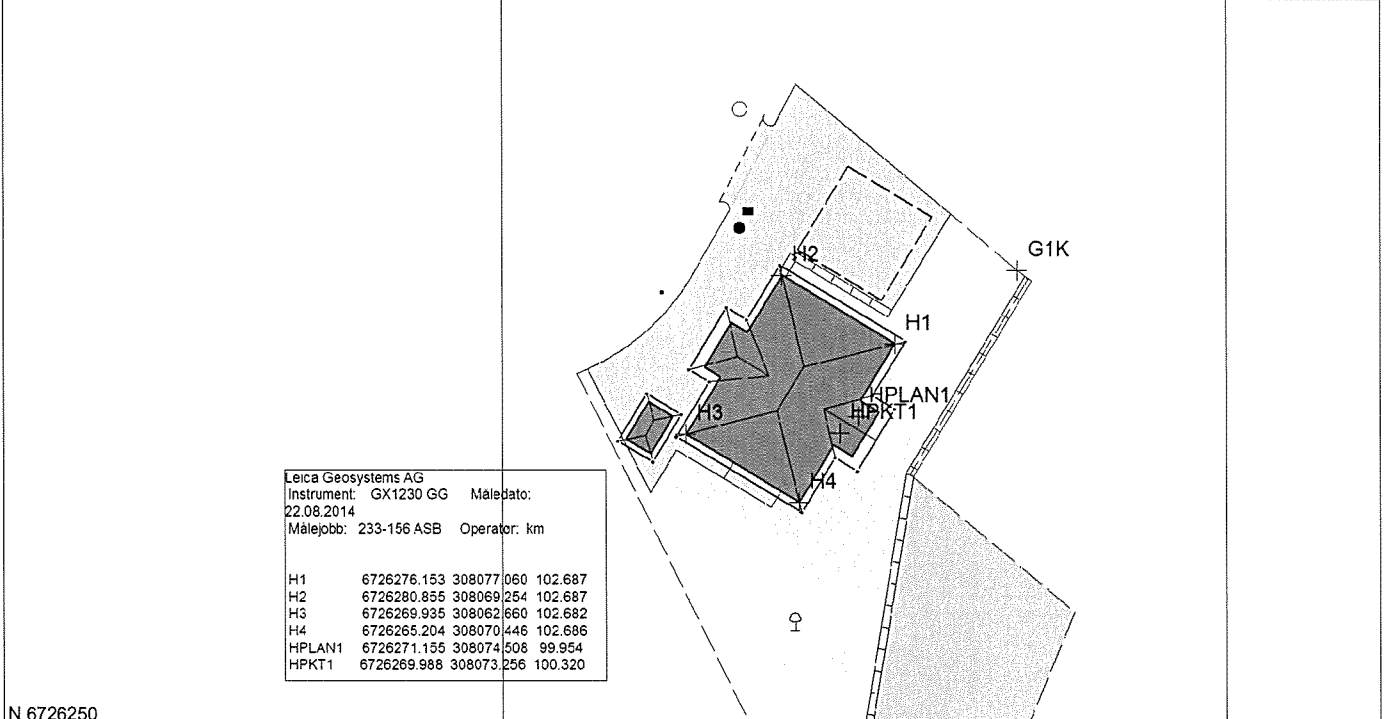 G1K
H2
H1
HPLAN1
HPKT1
H3
H4
Leica Geosystems AG
Instrument: GX1230 GG Måledato:
22.08.2014
Målejobb: 233-156 ASB Operatør: km
H1 6726276.153 308077.060 102.687
H2 6726280.855 308069.254 102.687
H3 6726269.935 308062.660 102.682
H4 6726265.204 308070.446 102.686
HPLAN1 6726271.155 308074.508 99.954
HPKT1 6726269.988 308073.256 100.320
N 6726250